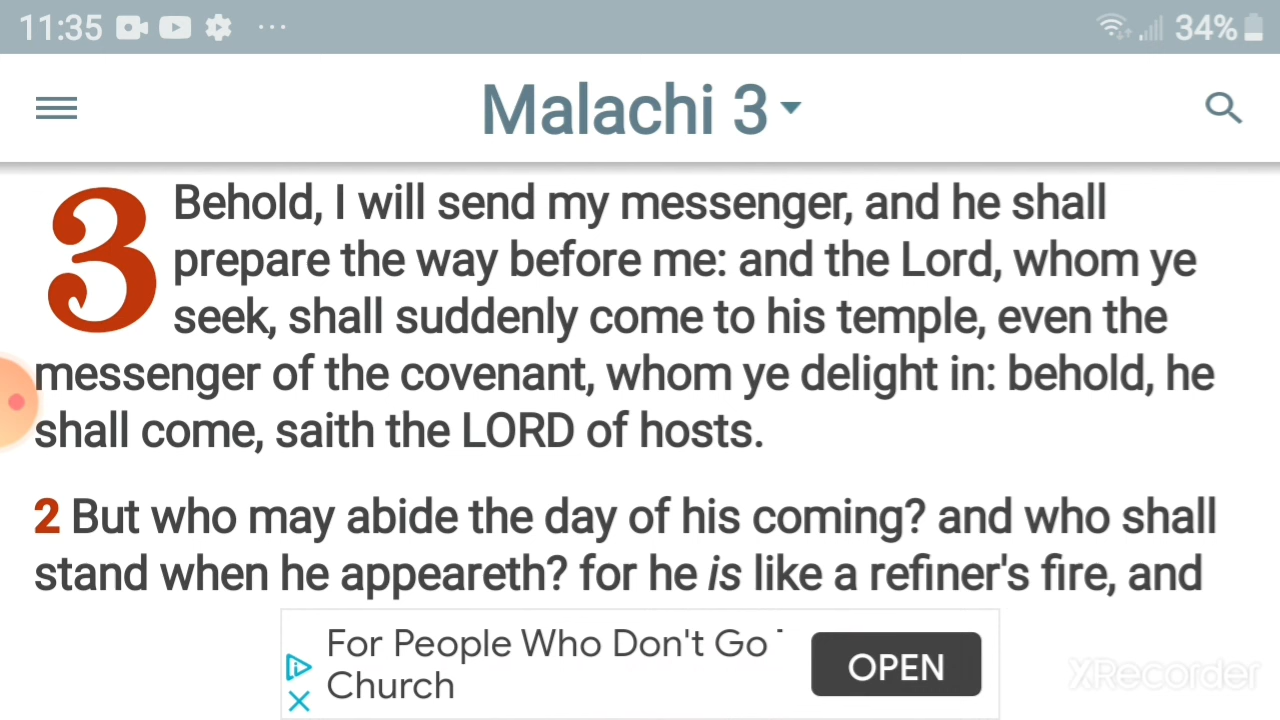 11:35 ... 34%
Malachi 3
3 Behold, I will send my messenger, and he shall
prepare the way before me: and the Lord, whom ye
seek, shall suddenly come to his temple, even the
messenger of the covenant, whom ye delight in: behold, he
shall come, saith the LORD of hosts.
2 But who may abide the day of his coming? and who shall
stand when he appeareth? for he is like a refiner's fire, and
For People Who Don't Go
Church
OPEN
XRecorder